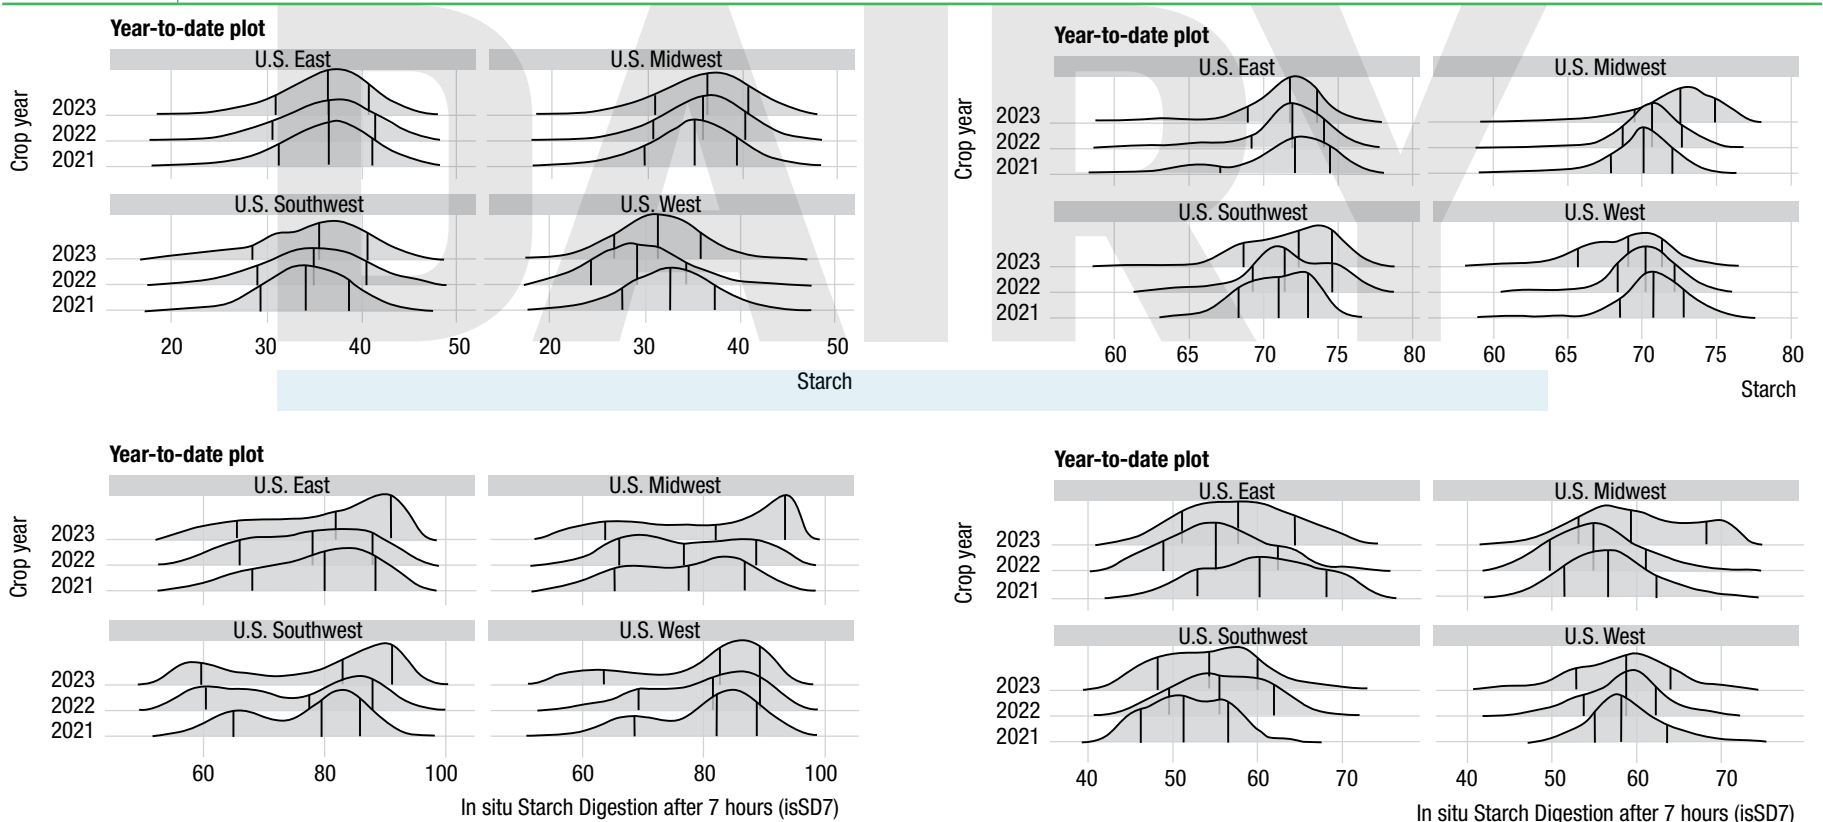 DAIRY
Year-to-date plot
U.S. East
U.S. Midwest
Crop year
2023
2022
2021
U.S. Southwest
U.S. West
2023
2022
2021
20 30 40 50 20 30 40 50
Starch
Year-to-date plot
U.S. East
U.S. Midwest
Crop year
2023
2022
2021
U.S. Southwest
U.S. West
2023
2022
2021
60 65 70 75 80 60 65 70 75 80
Starch
Year-to-date plot
U.S. East
U.S. Midwest
Crop year
2023
2022
2021
U.S. Southwest
U.S. West
2023
2022
2021
60 80 100 60 80 100
In situ Starch Digestion after 7 hours (isSD7)
Year-to-date plot
U.S. East
U.S. Midwest
Crop year
2023
2022
2021
U.S. Southwest
U.S. West
2023
2022
2021
40 50 60 70 40 50 60 70
In situ Starch Digestion after 7 hours (isSD7)